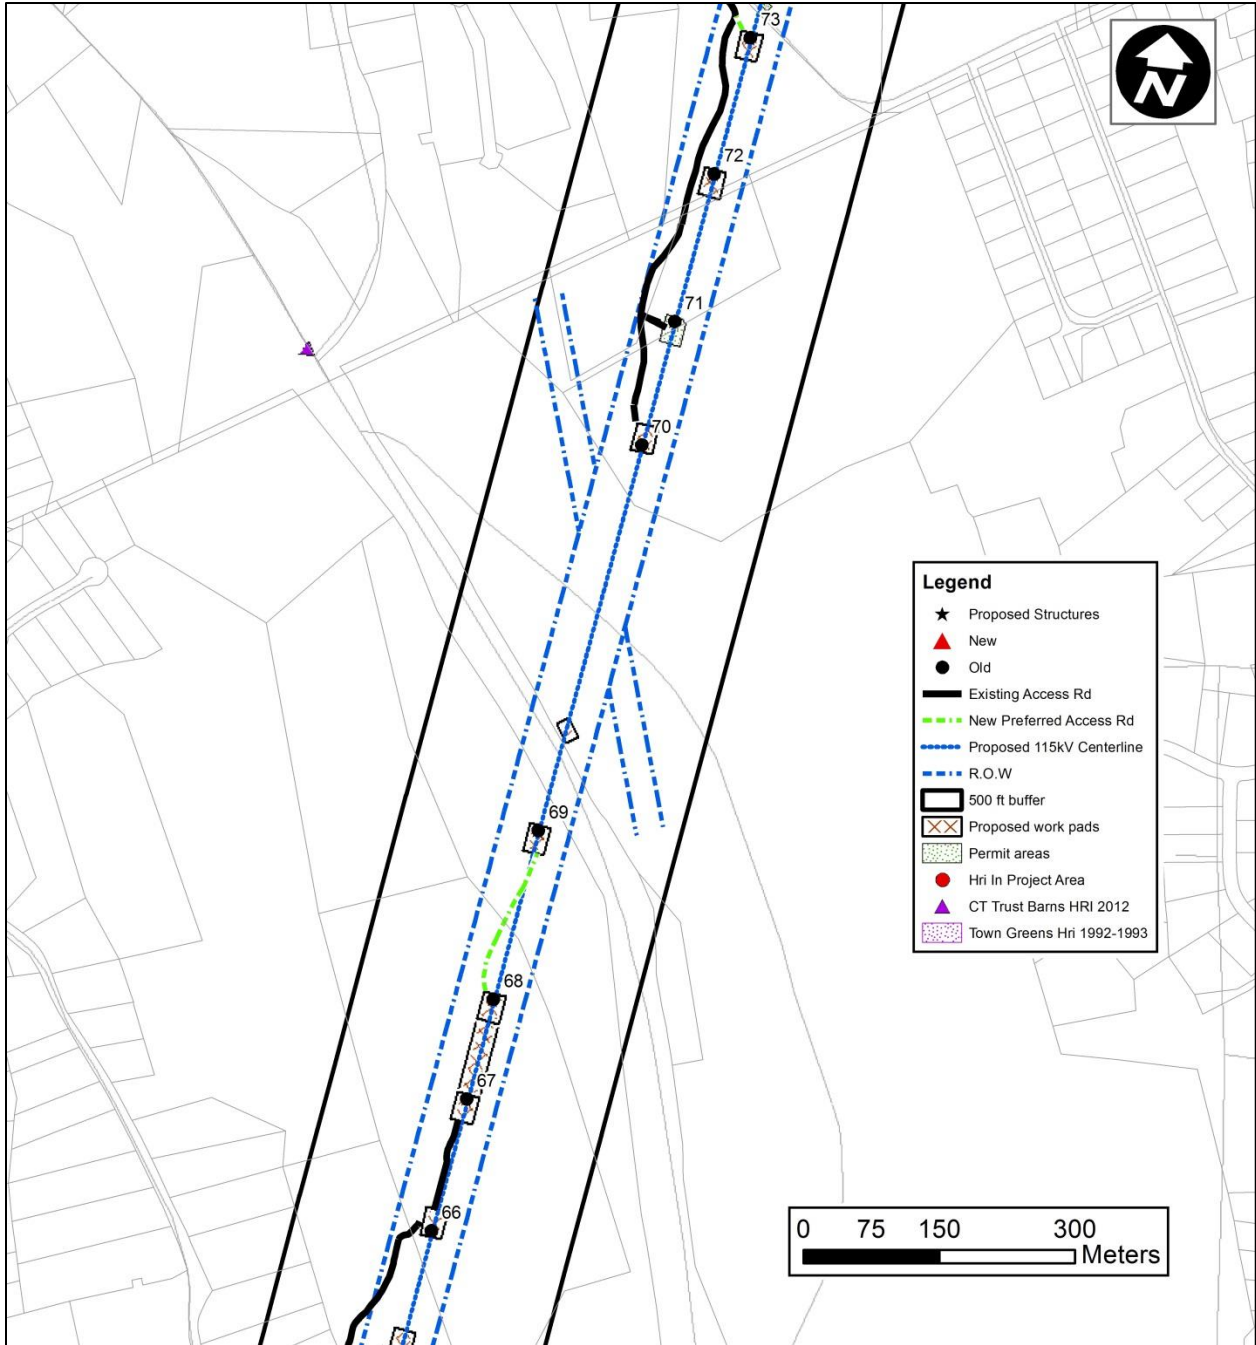 73
N
72
71
70
Legend
Proposed Structures
New
Old
Existing Access Rd
New Preferred Access Rd
Proposed 115kV Centerline
R.O.W
500 ft buffer
Proposed work pads
Permit areas
Hri In Project Area
CT Trust Barns HRI 2012
Town Greens Hri 1992-1993
69
68
67
66
0 75 150 300
Meters